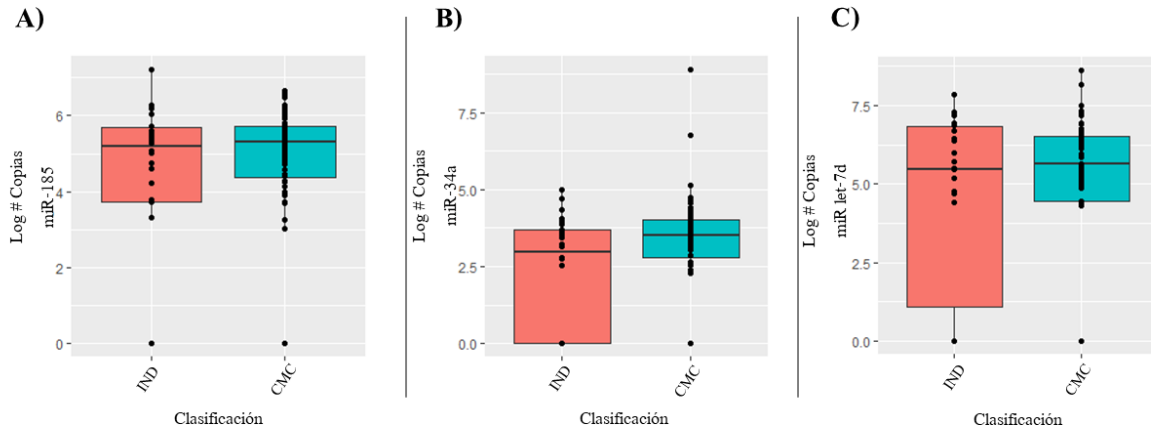 A)
Log # Copias
miR-185
6
4
2
0
IND
CMC
Clasificación
B)
Log # Copias
miR-34a
7.5
5.0
2.5
0.0
IND
CMC
Clasificación
C)
Log # Copias
miR let-7d
7.5
5.0
2.5
0.0
IND
CMC
Clasificación